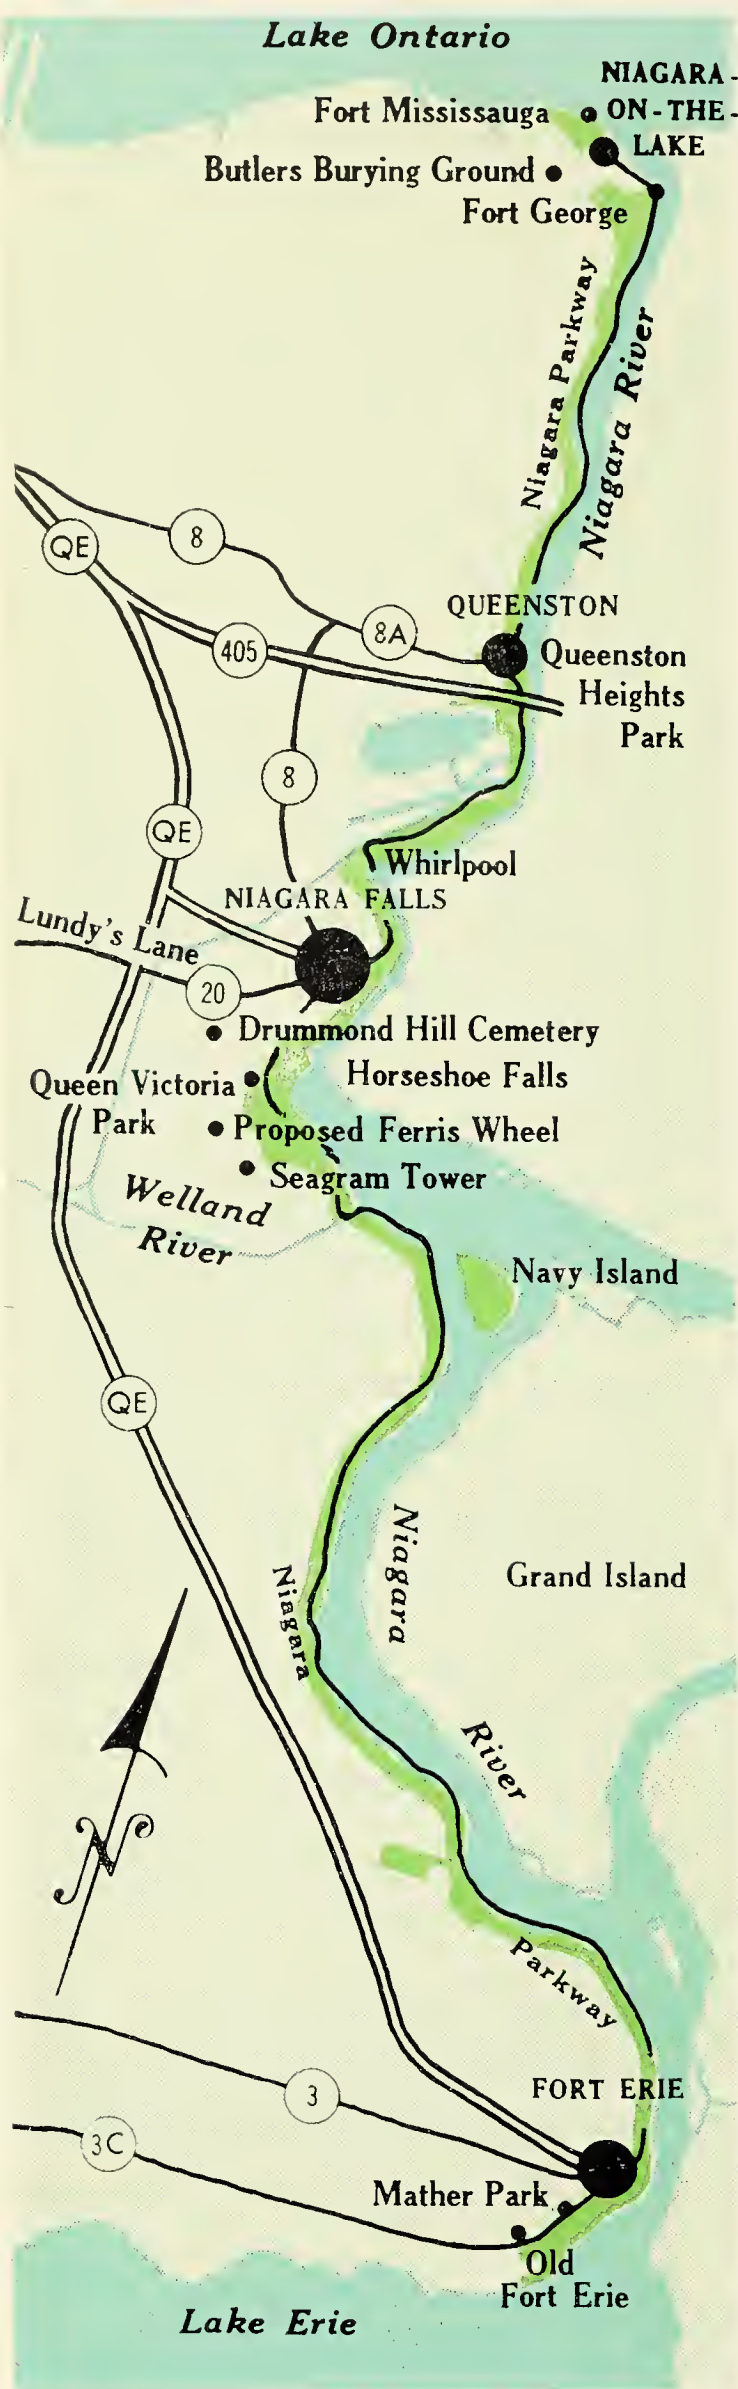 Lake Ontario
NIAGARA-
ON-THE-
LAKE
Fort Mississauga
Butlers Burying Ground
Fort George
Niagara Parkway
Niagara River
QE
8
QUEENSTON
8A
405
Queenston
Heights
Park
8
QE
Whirlpool
NIAGARA FALLS
Lundy's Lane
20
Drummond Hill Cemetery
Horseshoe Falls
Queen Victoria
Park
Proposed Ferris Wheel
Seagram Tower
Welland
River
Navy Island
QE
Niagara
River
Grand Island
Niagara
Parkway
N
3
FORT ERIE
3C
Mather Park
Old
Fort Erie
Lake Erie